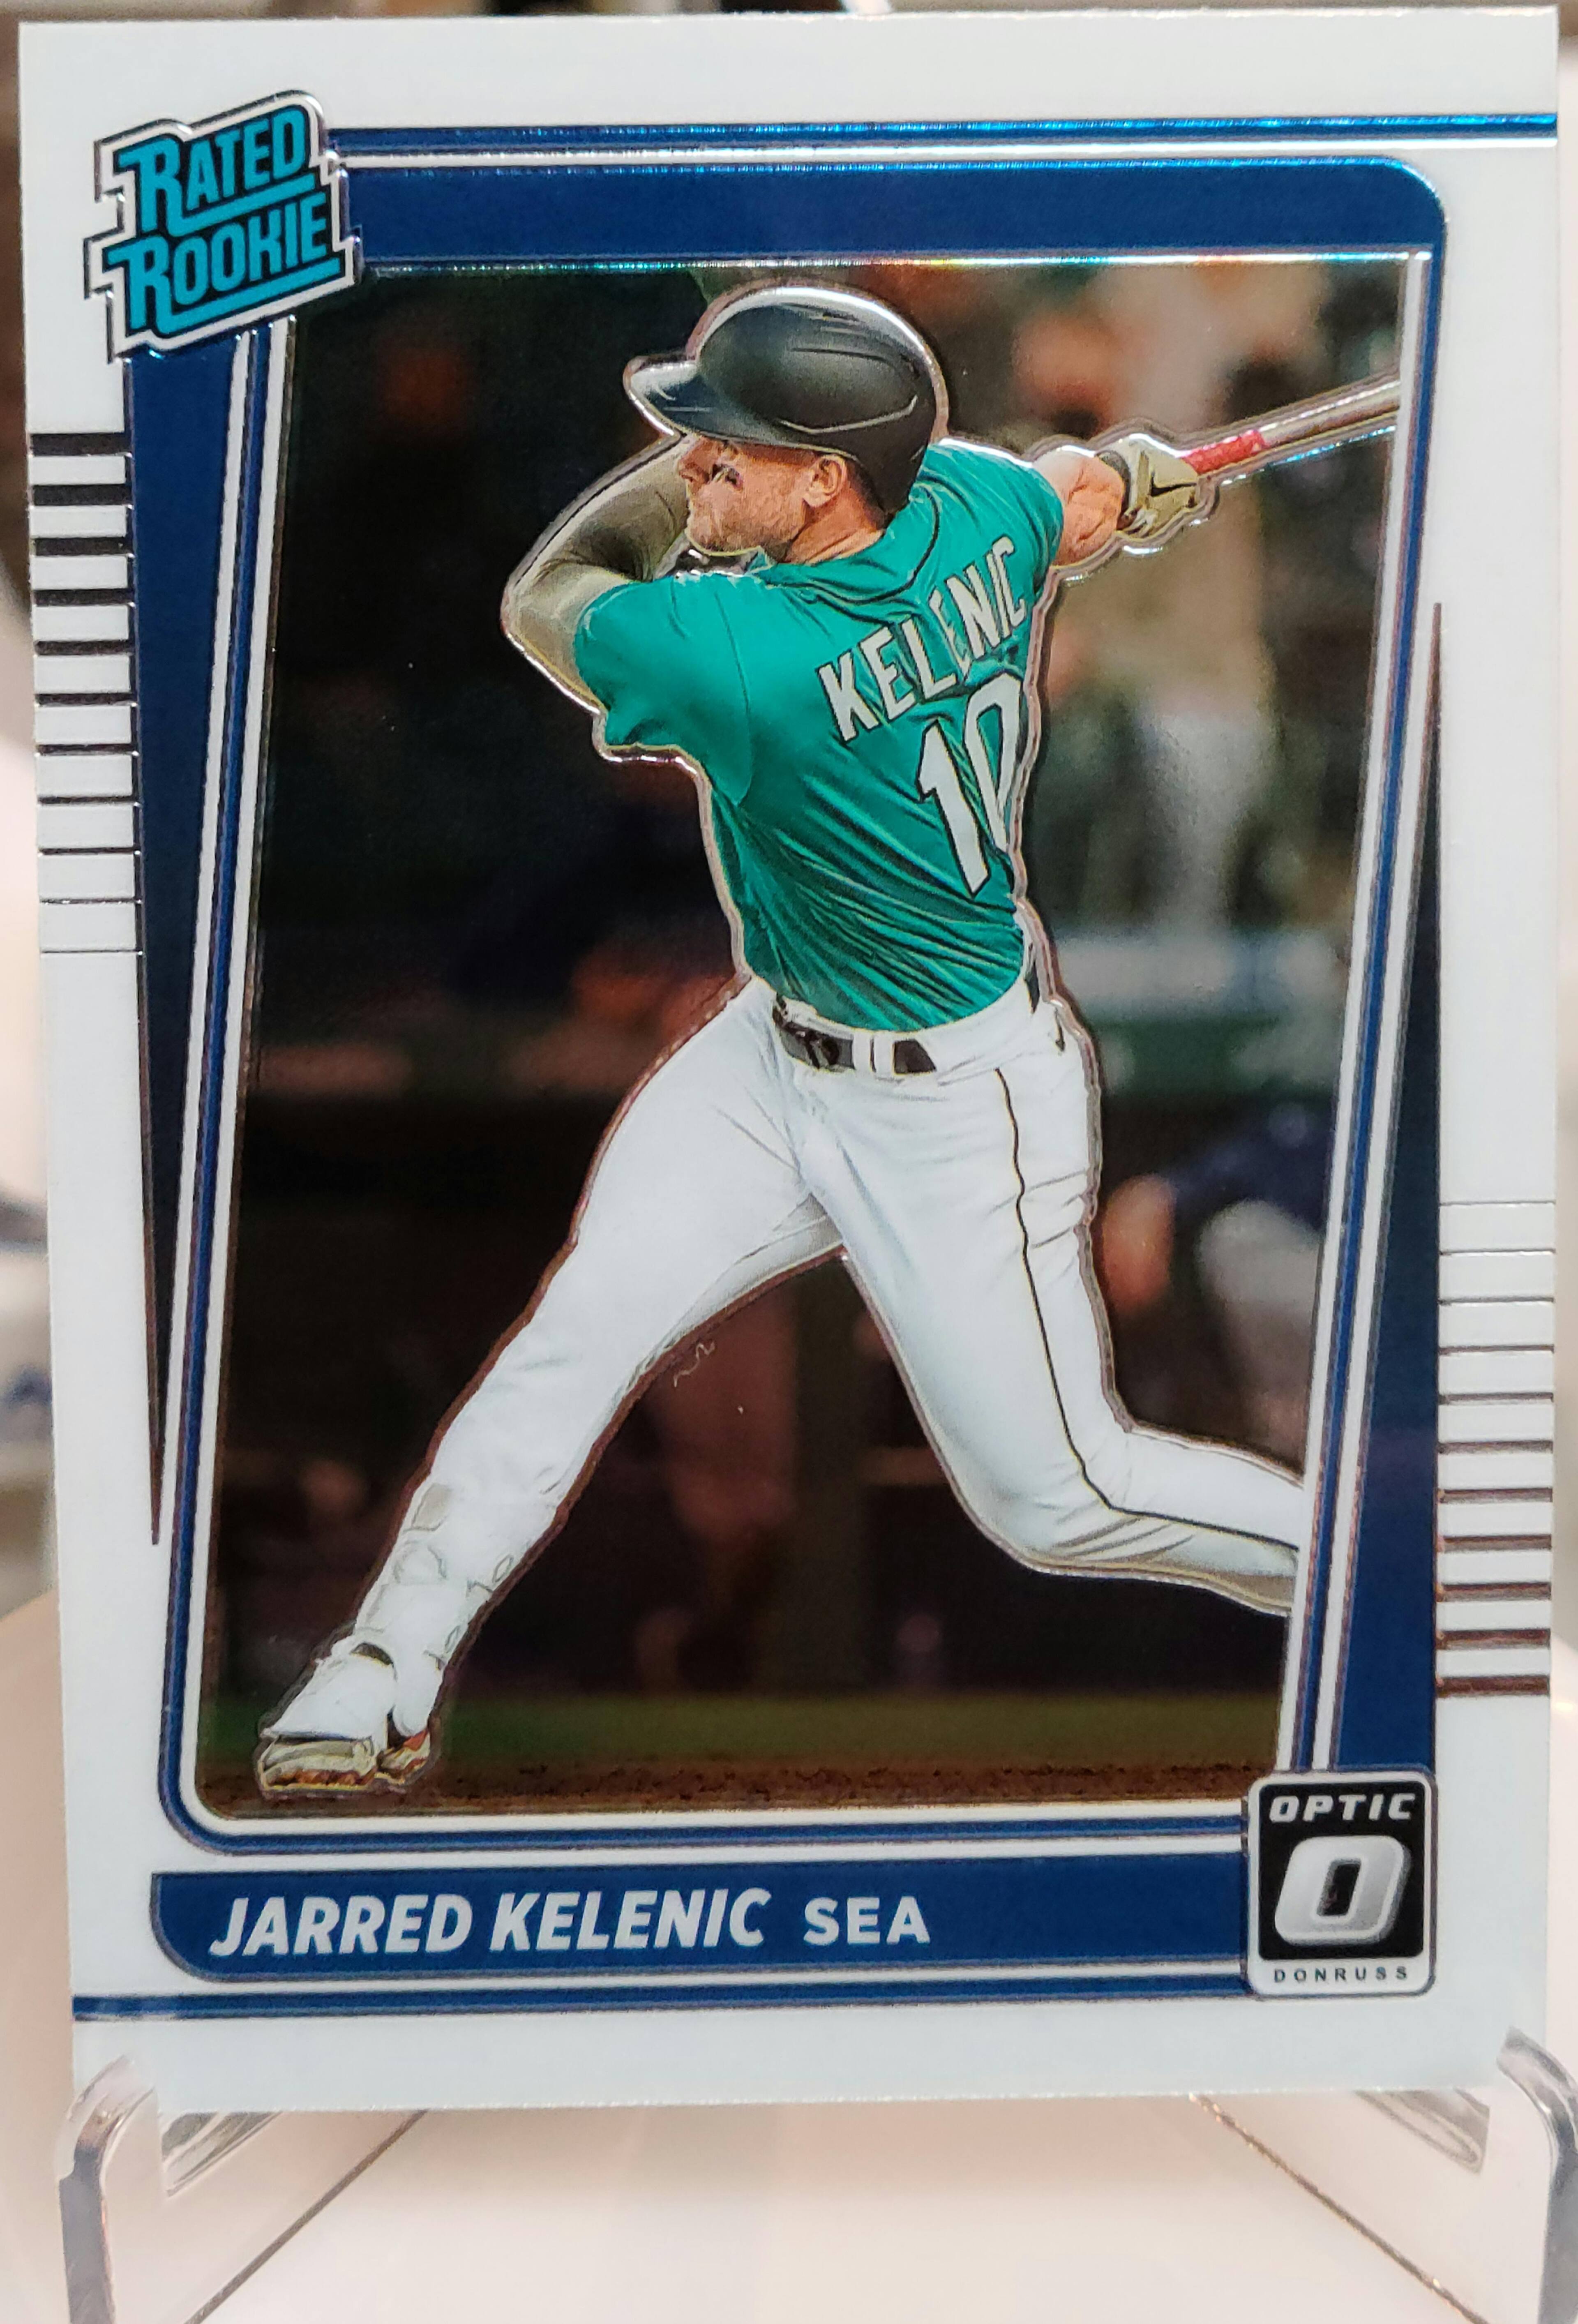 RATED
ROOKIE
KELENIC
10
OPTIC
O
DONRUSS
JARRED KELENIC SEA